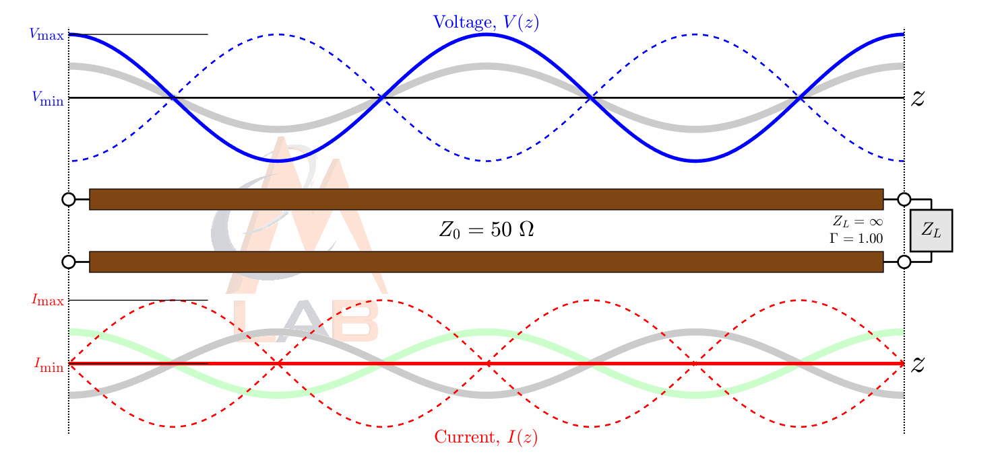 Voltage, V(z)
Vmax
Vmin
z
Z0 = 50 Ω
ZL = ∞
Γ = 1.00
ZL
LAB
Imax
Imin
z
Current, I(z)